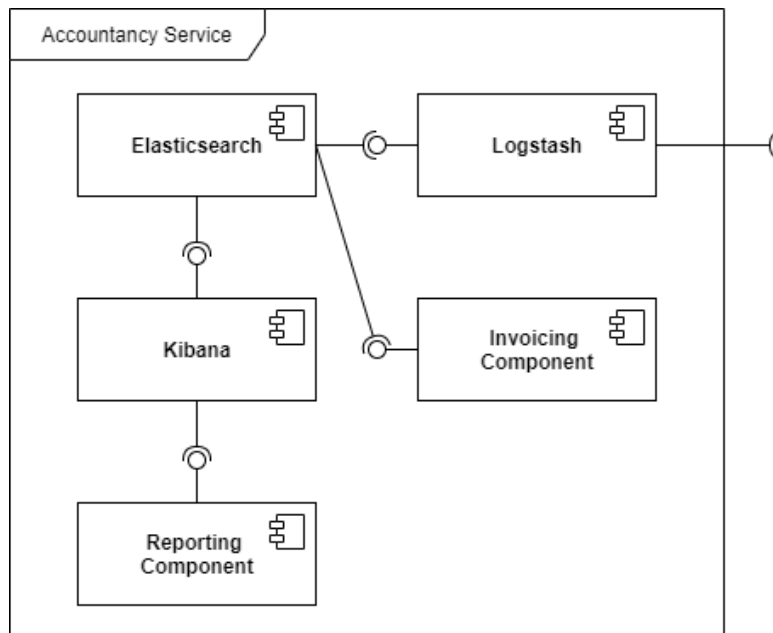 Accountancy Service
Elasticsearch
Logstash
Kibana
Invoicing
Component
Reporting
Component